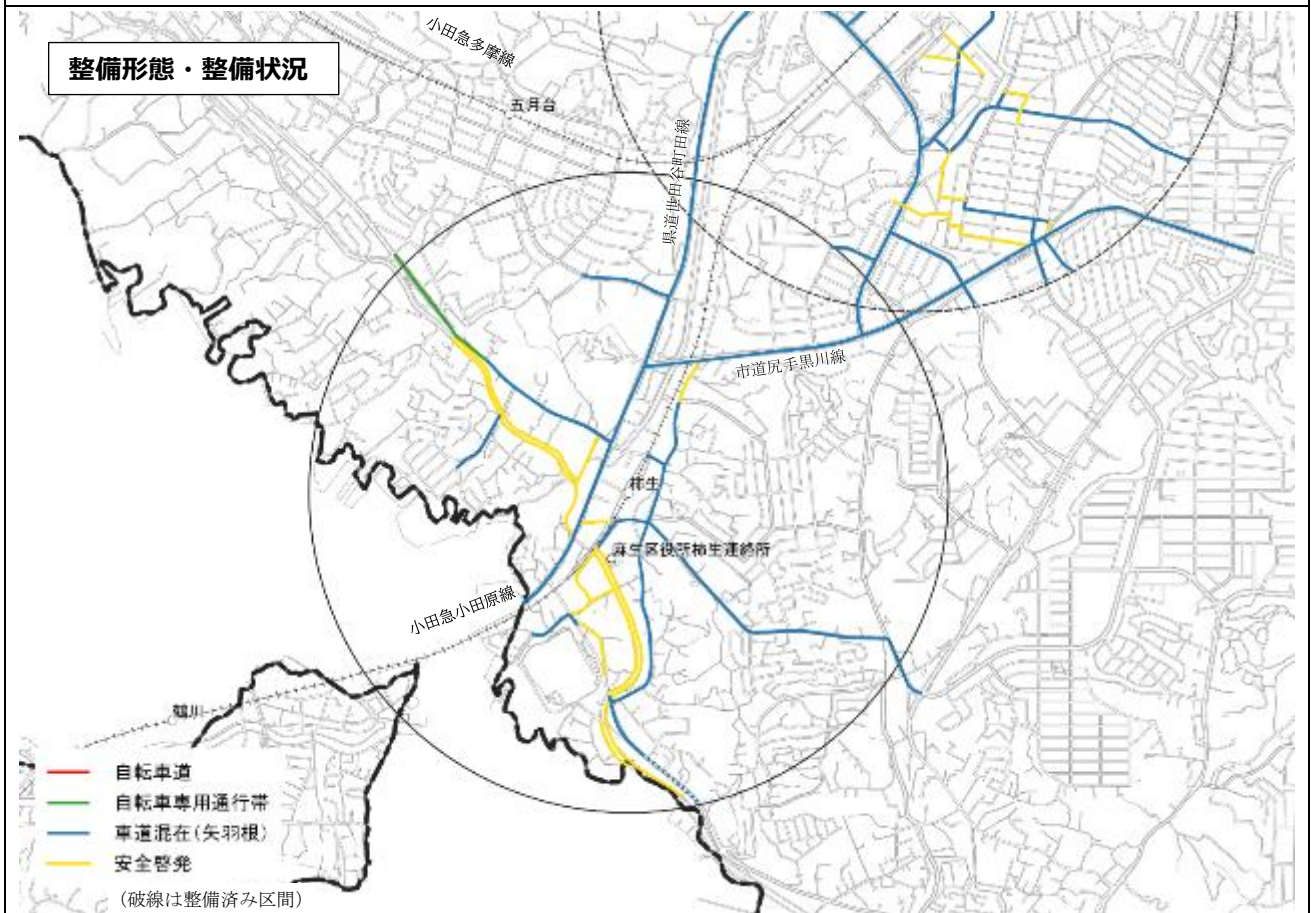 整備形態・整備状況
小田急多摩線
五月台
県道世田谷町田線
市道尻手黒川線
柿生
麻生区役所柿生連絡所
小田急小田原線
鶴川
自転車道
自転車専用通行帯
車道混在(矢羽根)
安全啓発
(破線は整備済み区間)